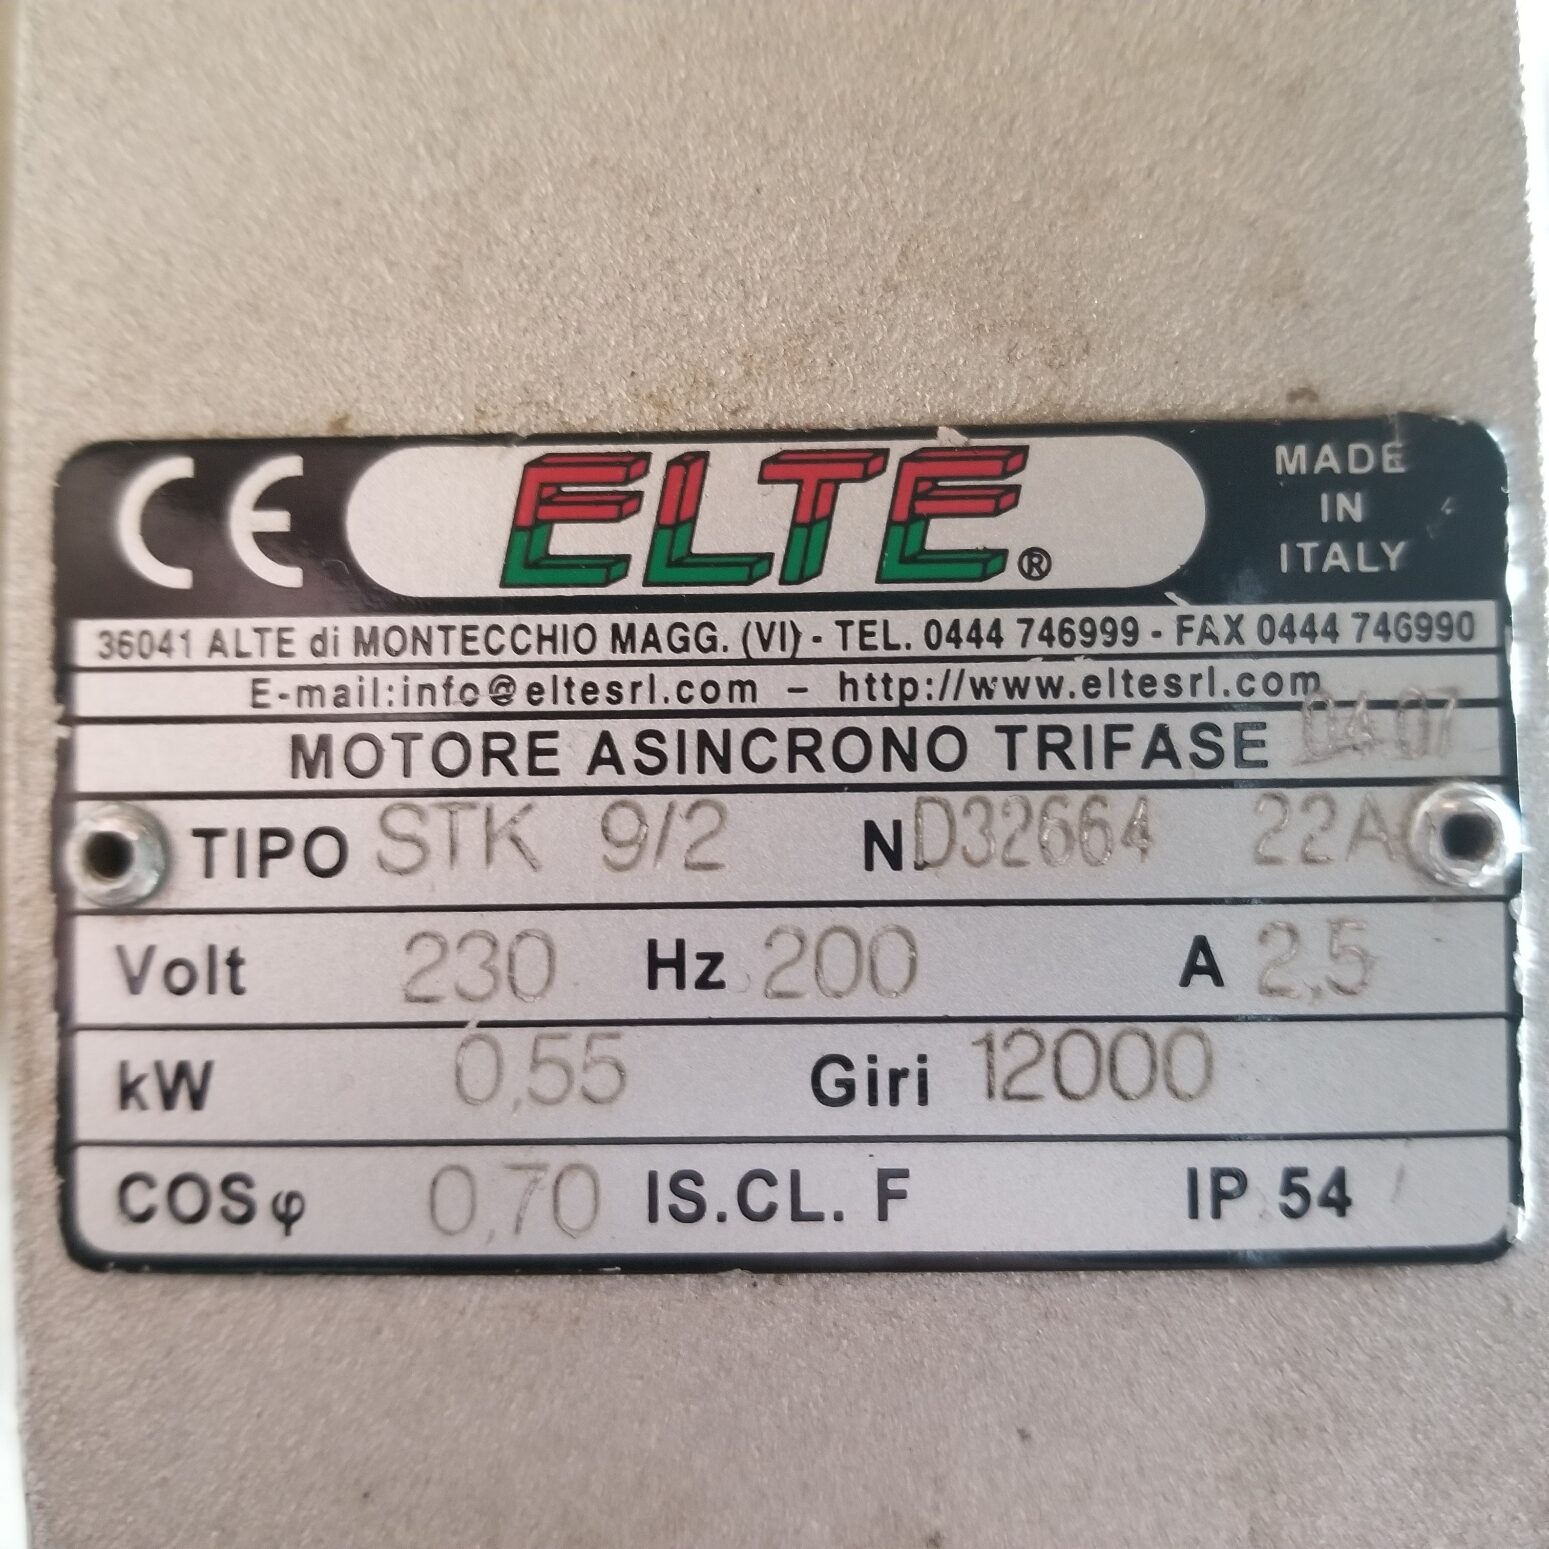 CE ELTE® MADE IN ITALY
36041 ALTE di MONTECCHIO MAGG. (VI) - TEL. 0444 746999 - FAX 0444 746990
E-mail:info@eltesrl.com – http://www.eltesrl.com
MOTORE ASINCRONO TRIFASE 04 07
TIPO STK 9/2 N. D32664 22A
Volt 230 Hz 200 A 2,5
kW 0,55 Giri 12000
COSφ 0,70 IS.CL. F IP 54